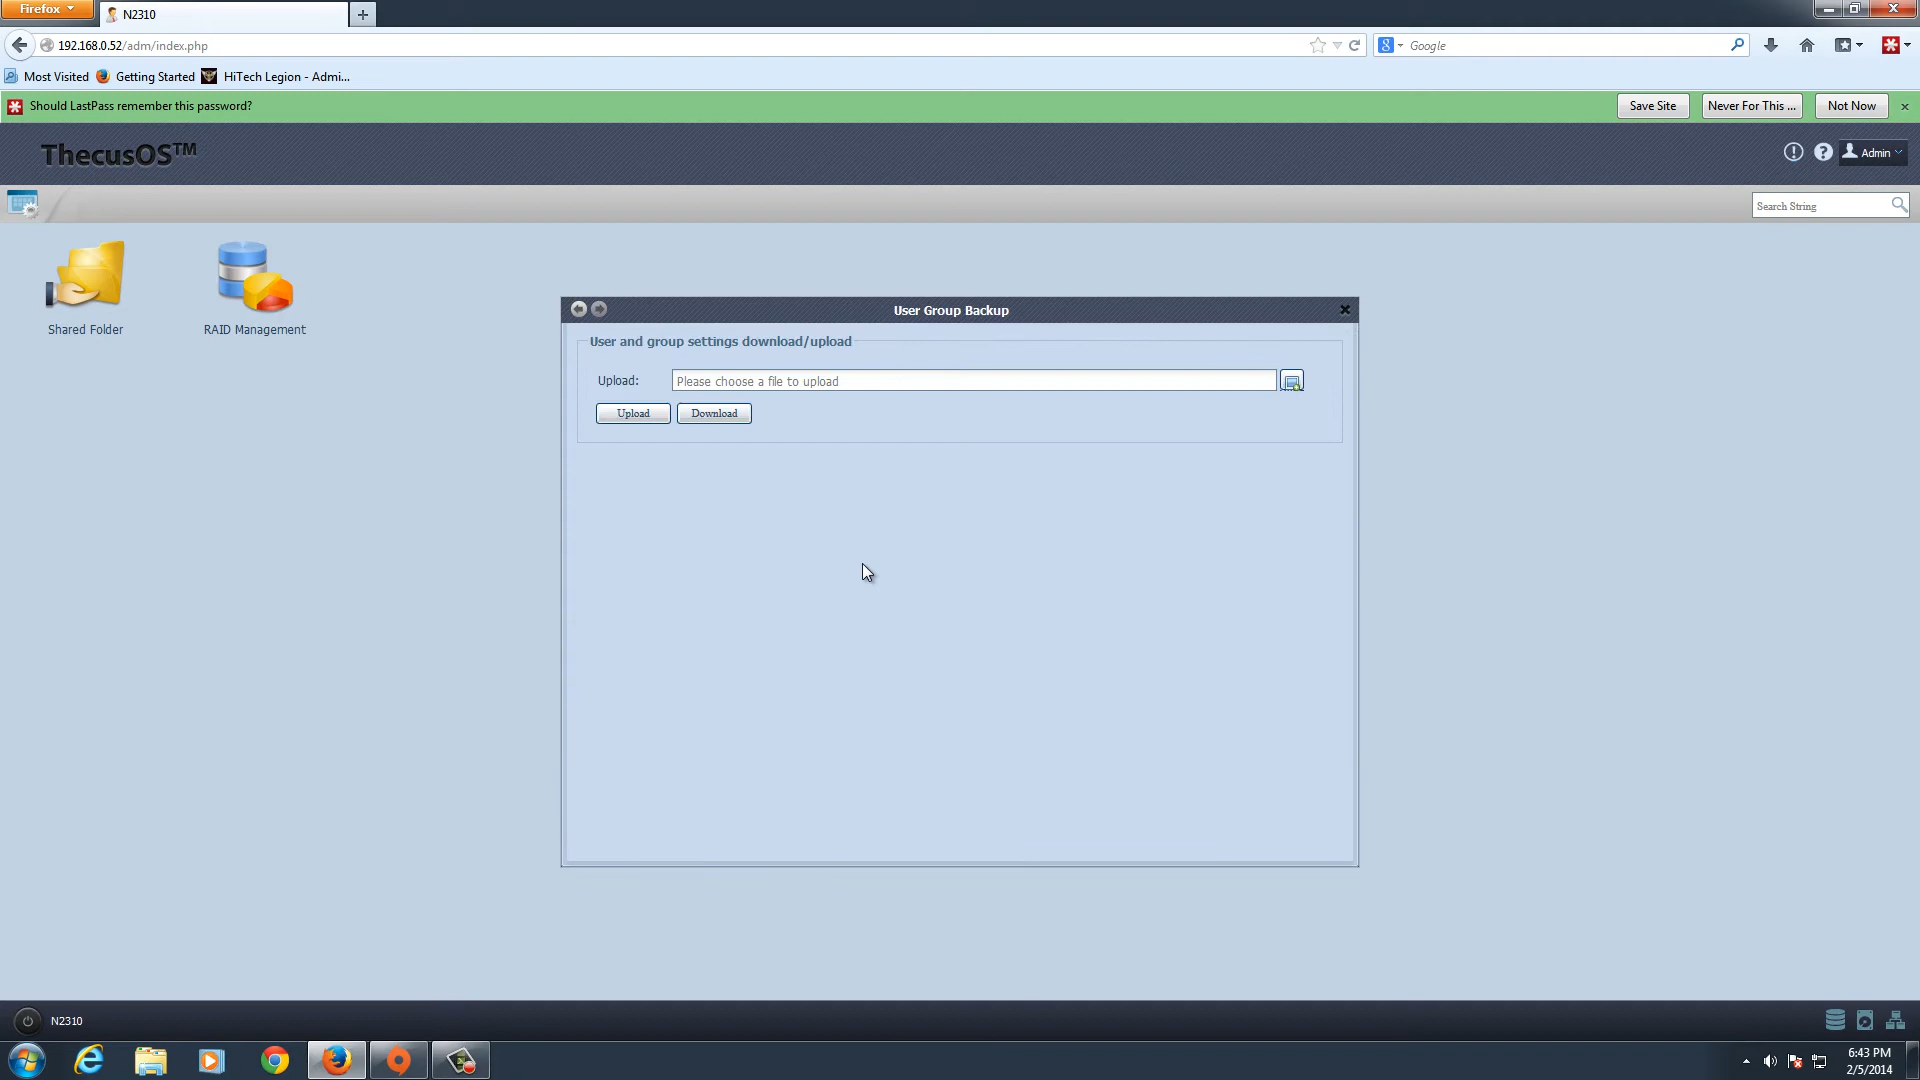 Firefox
N2310
192.168.0.52/adm/index.php
Google
Most Visited
Getting Started
HiTech Legion - Admi...
Should LastPass remember this password?
Save Site
Never For This ...
Not Now
ThecusOS™
Admin
Search String
Shared Folder
RAID Management
User Group Backup
User and group settings download/upload
Upload:
Please choose a file to upload
Upload
Download
N2310
6:43 PM
2/5/2014